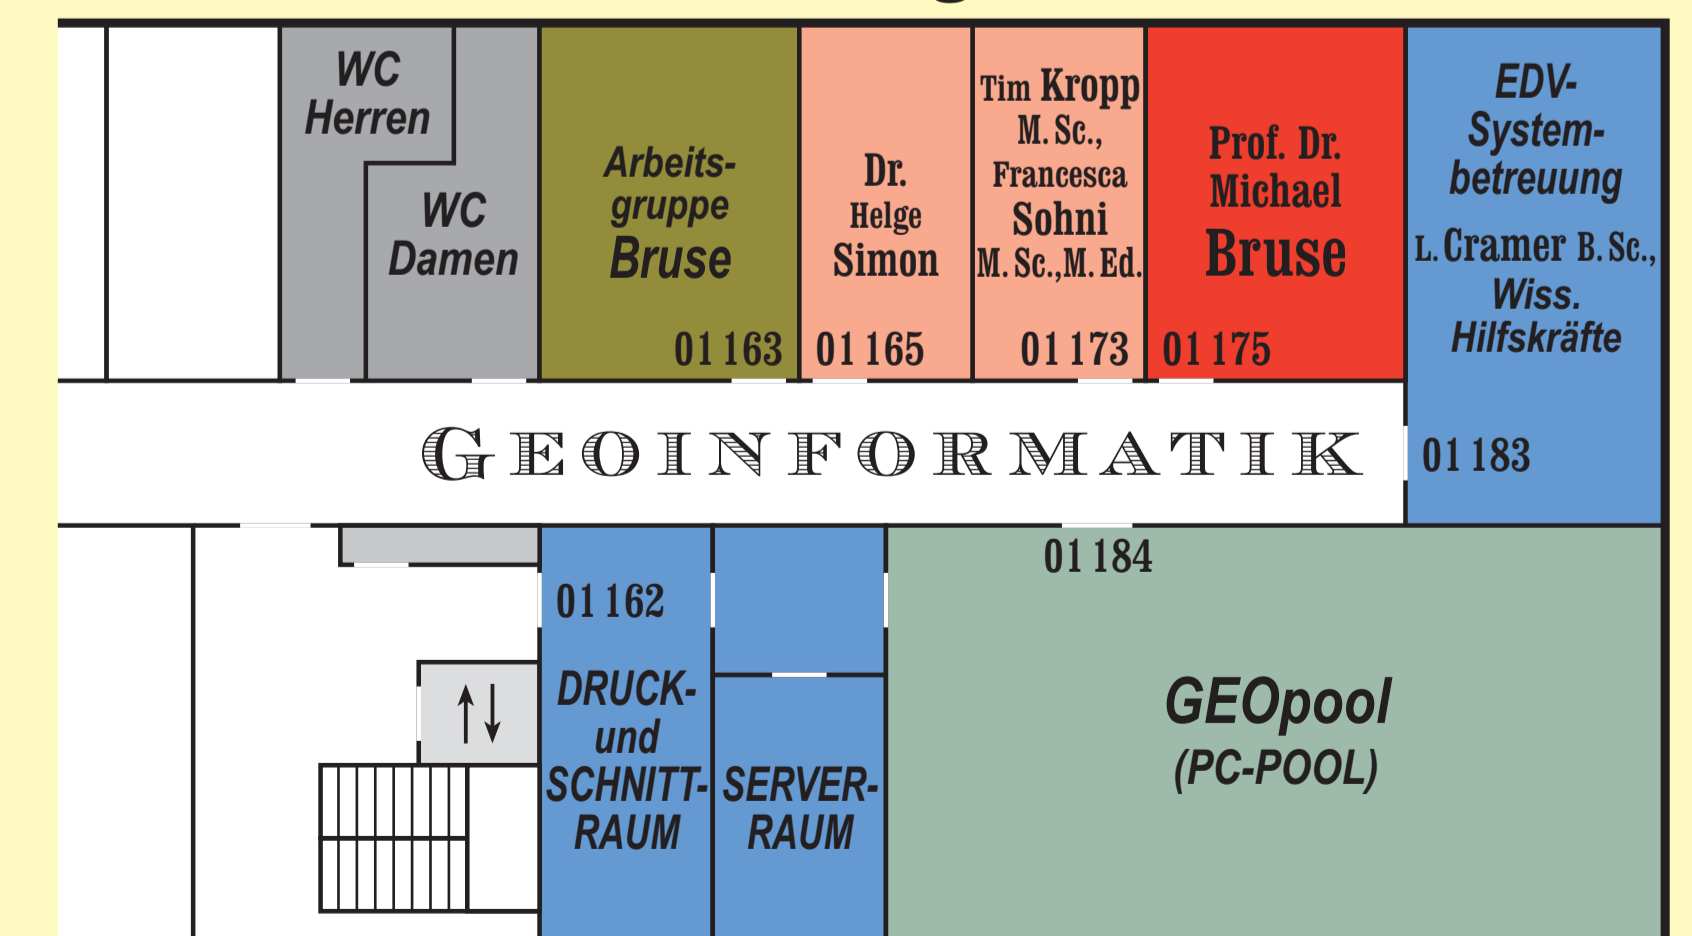 WC
Herren
WC
Damen
Arbeits-
gruppe
Bruse
01 163
Dr.
Helge
Simon
01 165
Tim Kropp
M. Sc.,
Francesca
Sohni
M. Sc., M. Ed.
01 173
Prof. Dr.
Michael
Bruse
01 175
EDV-
System-
betreuung
L. Cramer B. Sc.,
Wiss.
Hilfskräfte
01 183
GEOINFORMATIK
01 162
DRUCK-
und
SCHNITT-
RAUM
SERVER-
RAUM
01 184
GEOpool
(PC-POOL)